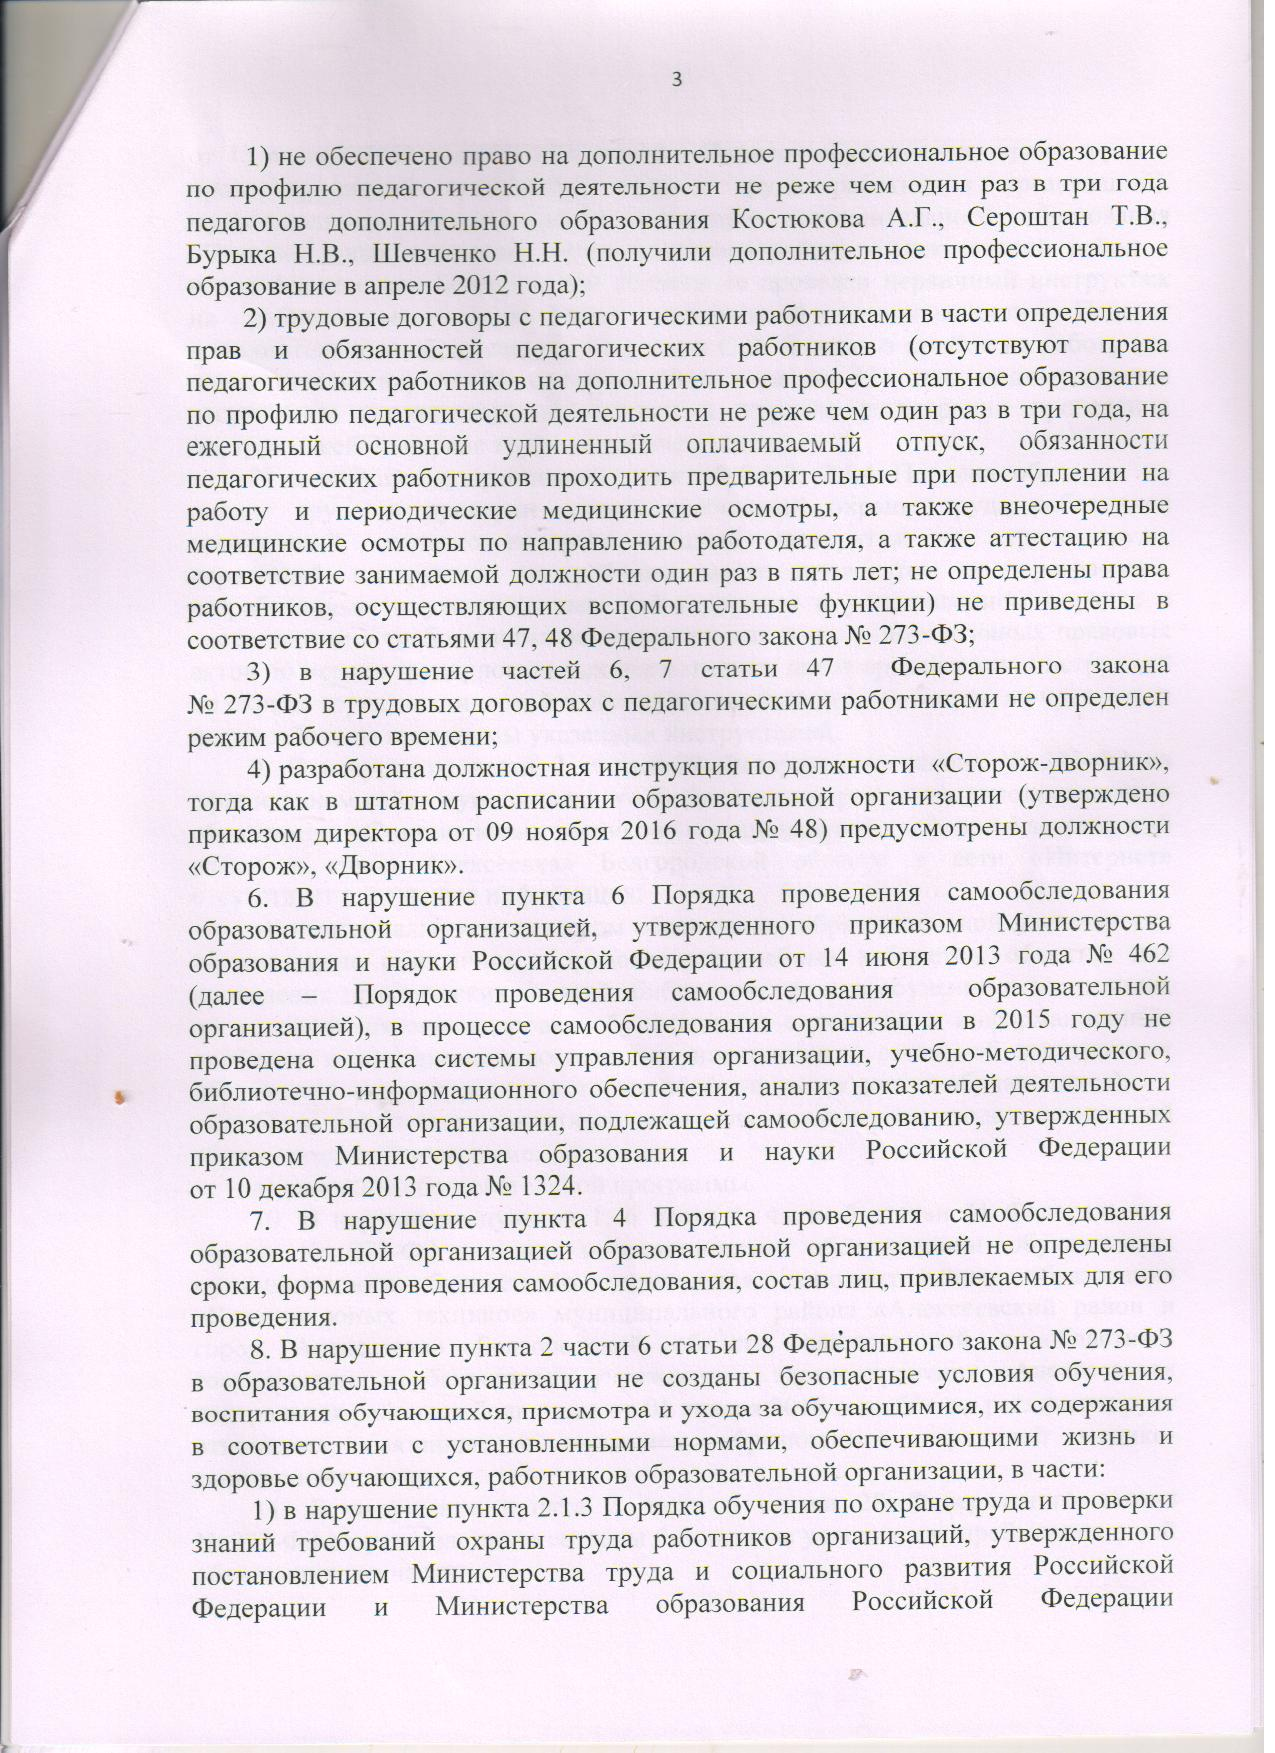 3
1) не обеспечено право на дополнительное профессиональное образование
по профилю педагогической деятельности не реже чем один раз в три года
педагогов дополнительного образования Костюкова А.Г., Сероштан Т.В.,
Бурыка Н.В., Шевченко Н.Н. (получили дополнительное профессиональное
образование в апреле 2012 года);
2) трудовые договоры с педагогическими работниками в части определения
прав и обязанностей педагогических работников (отсутствуют права
педагогических работников на дополнительное профессиональное образование
по профилю педагогической деятельности не реже чем один раз в три года, на
ежегодный основной удлиненный оплачиваемый отпуск, обязанности
педагогических работников проходить предварительные при поступлении на
работу и периодические медицинские осмотры, а также внеочередные
медицинские осмотры по направлению работодателя, а также аттестацию на
соответствие занимаемой должности один раз в пять лет; не определены права
работников, осуществляющих вспомогательные функции) не приведены в
соответствие со статьями 47, 48 Федерального закона № 273-ФЗ;
3) в нарушение частей 6, 7 статьи 47 Федерального закона
№ 273-ФЗ в трудовых договорах с педагогическими работниками не определен
режим рабочего времени;
4) разработана должностная инструкция по должности «Сторож-дворник»,
тогда как в штатном расписании образовательной организации (утверждено
приказом директора от 09 ноября 2016 года № 48) предусмотрены должности
«Сторож», «Дворник».
6. В нарушение пункта 6 Порядка проведения самообследования
образовательной организацией, утвержденного приказом Министерства
образования и науки Российской Федерации от 14 июня 2013 года № 462
(далее – Порядок проведения самообследования образовательной
организацией), в процессе самообследования организации в 2015 году не
проведена оценка системы управления организации, учебно-методического,
библиотечно-информационного обеспечения, анализ показателей деятельности
образовательной организации, подлежащей самообследованию, утвержденных
приказом Министерства образования и науки Российской Федерации
от 10 декабря 2013 года № 1324.
7. В нарушение пункта 4 Порядка проведения самообследования
образовательной организацией образовательной организацией не определены
сроки, форма проведения самообследования, состав лиц, привлекаемых для его
проведения.
8. В нарушение пункта 2 части 6 статьи 28 Федерального закона № 273-ФЗ
в образовательной организации не созданы безопасные условия обучения,
воспитания обучающихся, присмотра и ухода за обучающимися, их содержания
в соответствии с установленными нормами, обеспечивающими жизнь и
здоровье обучающихся, работников образовательной организации, в части:
1) в нарушение пункта 2.1.3 Порядка обучения по охране труда и проверки
знаний требований охраны труда работников организаций, утвержденного
постановлением Министерства труда и социального развития Российской
Федерации и Министерства образования Российской Федерации